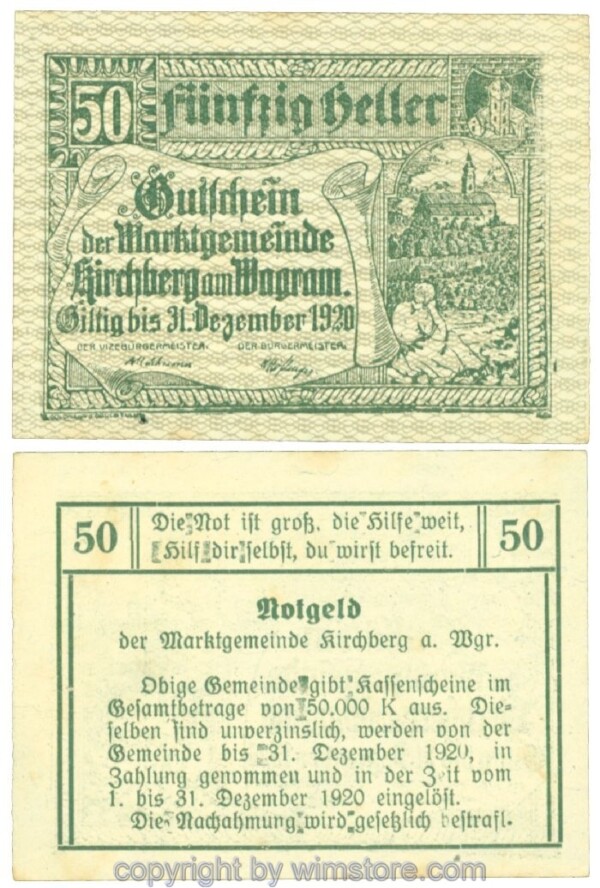 50
Fünfzig Heller
Gutschein
der Marktgemeinde
Kirchberg am Wagram.
Giltig bis 31. Dezember 1920
DER VIZEBÜRGERMEISTER. DER BÜRGERMEISTER.
50
Die Not ist groß, die Hilfe weit,
Hilf dir selbst, du wirst befreit.
50
Notgeld
der Marktgemeinde Kirchberg a. Wgr.
Obige Gemeinde gibt Kassenscheine im
Gesamtbetrage von 50.000 K aus. Die-
selben sind unverzinslich, werden von der
Gemeinde bis 31. Dezember 1920, in
Zahlung genommen und in der Z it vom
1. bis 31. Dezember 1920 eingelöst.
Die Nachahmung wird gesetzlich bestraft.
copyright by wimstore.com